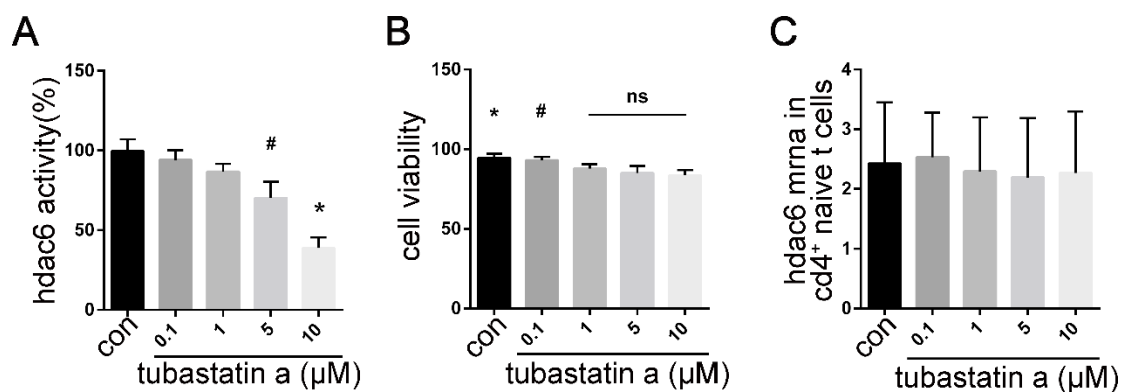 A
hdac6 activity(%)
150
100
50
0
#
*
con
0.1
1
5
10
tubastatin a (μM)
B
cell viability
150
100
50
0
*
#
ns
con
0.1
1
5
10
tubastatin a (μM)
C
hdac6 mrna in
cd4⁺ naive t cells
4
3
2
1
0
con
0.1
1
5
10
tubastatin a (μM)